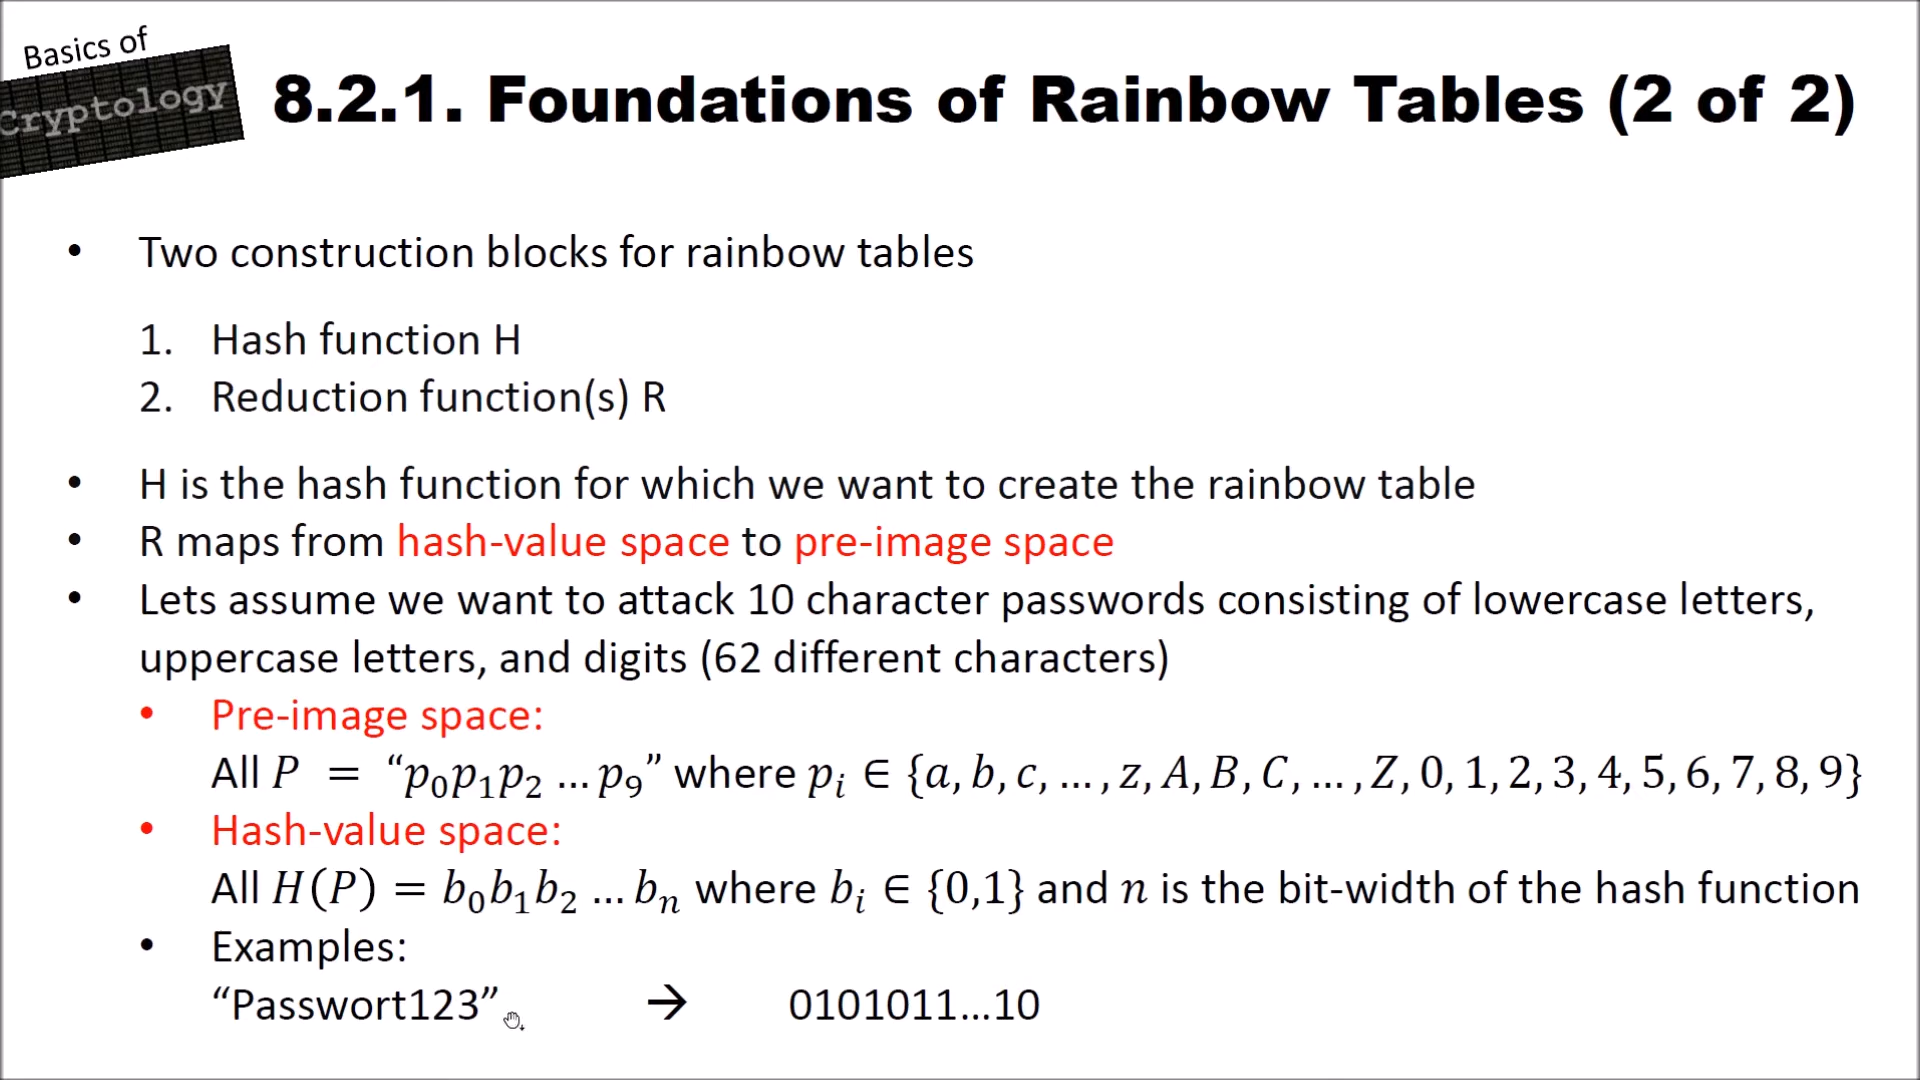 Basics of
Cryptology
8.2.1. Foundations of Rainbow Tables (2 of 2)
• Two construction blocks for rainbow tables
1. Hash function H
2. Reduction function(s) R
• H is the hash function for which we want to create the rainbow table
• R maps from hash-value space to pre-image space
• Lets assume we want to attack 10 character passwords consisting of lowercase letters,
uppercase letters, and digits (62 different characters)
• Pre-image space:
All P = “p₀p₁p₂ … p₉” where pᵢ ∈ {a, b, c, … , z, A, B, C, … , Z, 0, 1, 2, 3, 4, 5, 6, 7, 8, 9}
• Hash-value space:
All H(P) = b₀b₁b₂ … bₙ where bᵢ ∈ {0,1} and n is the bit-width of the hash function
• Examples:
“Passwort123” → 0101011…10